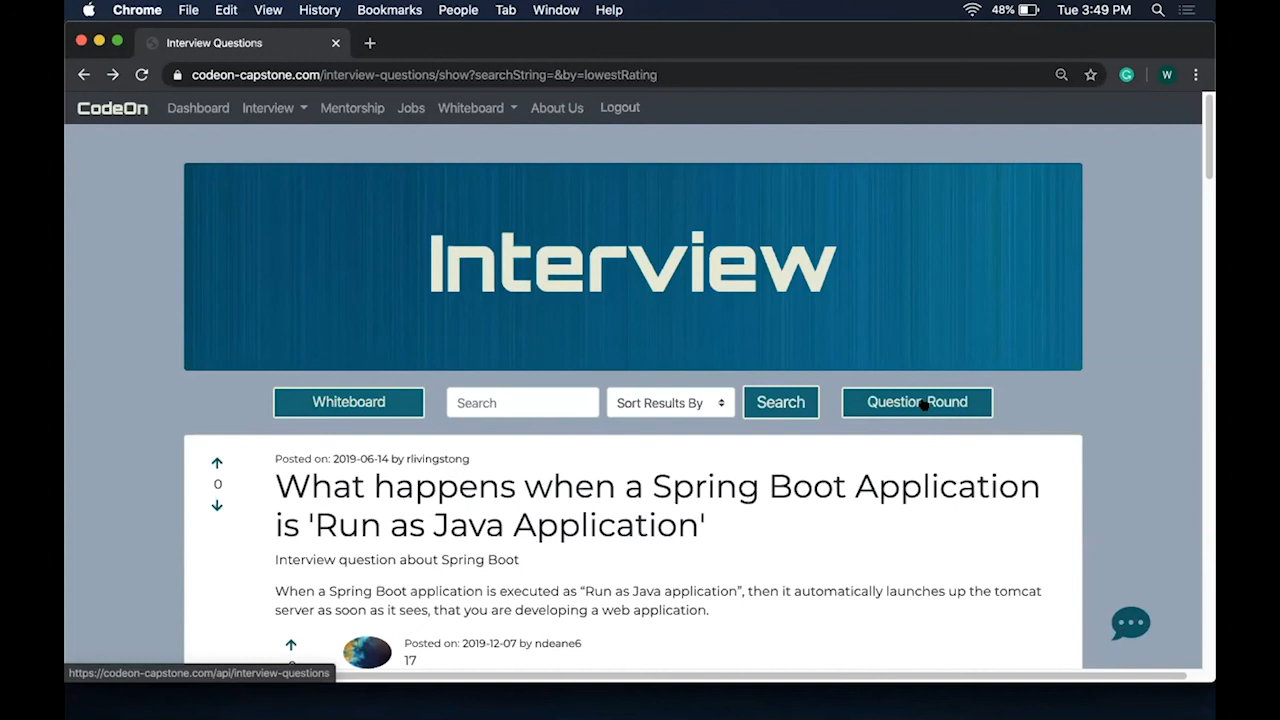 Chrome File Edit View History Bookmarks People Tab Window Help 48% Tue 3:49 PM
Interview Questions
codeon-capstone.com/interview-questions/show?searchString=&by=lowestRating W
CodeOn Dashboard Interview Mentorship Jobs Whiteboard About Us Logout
Interview
Whiteboard Search Sort Results By Search Question Round
Posted on: 2019-06-14 by rlivingstong
What happens when a Spring Boot Application
0
is 'Run as Java Application'
Interview question about Spring Boot
When a Spring Boot application is executed as “Run as Java application”, then it automatically launches up the tomcat
server as soon as it sees, that you are developing a web application.
Posted on: 2019-12-07 by ndeane6
17
https://codeon-capstone.com/api/interview-questions